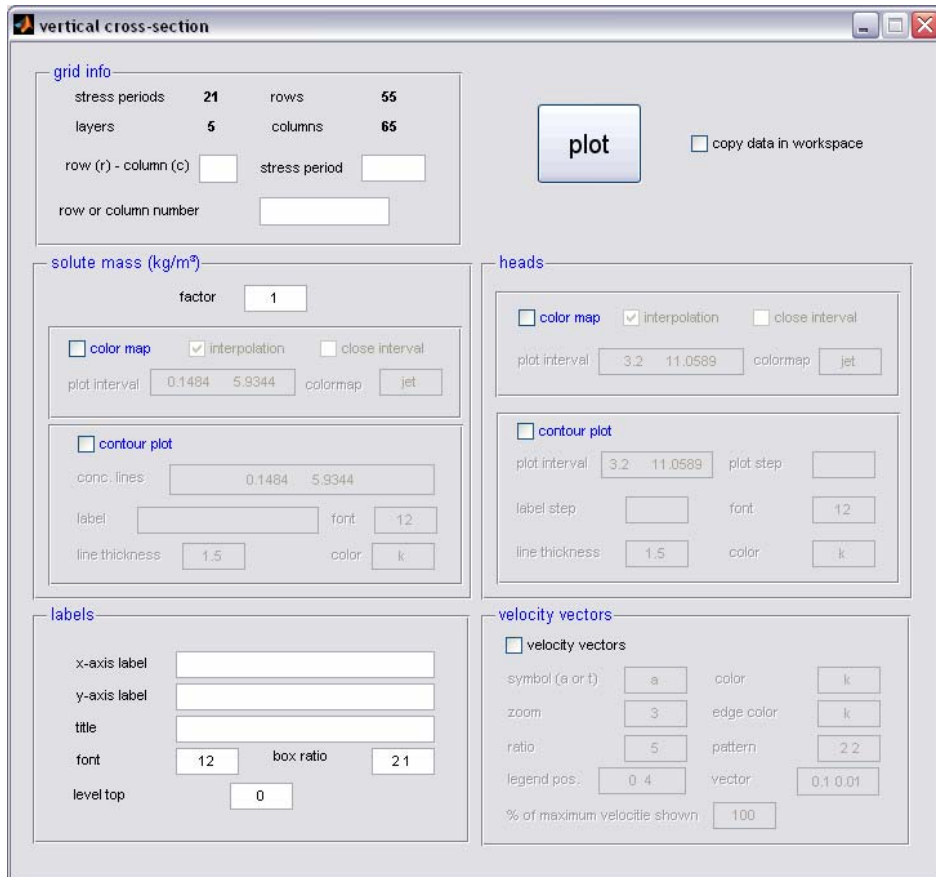 vertical cross-section
grid info
stress periods 21 rows 55
layers 5 columns 65
row (r) - column (c) stress period
row or column number
plot
copy data in workspace
solute mass (kg/m³)
factor 1
color map interpolation close interval
plot interval 0.1484 5.9344 colormap jet
contour plot
conc. lines 0.1484 5.9344
label font 12
line thickness 1.5 color k
heads
color map interpolation close interval
plot interval 3.2 11.0589 colormap jet
contour plot
plot interval 3.2 11.0589 plot step
label step font 12
line thickness 1.5 color k
labels
x-axis label
y-axis label
title
font 12 box ratio 2 1
level top 0
velocity vectors
velocity vectors
symbol (a or t) a color k
zoom 3 edge color k
ratio 5 pattern 2 2
legend pos. 0 4 vector 0.1 0.01
% of maximum velocitie shown 100